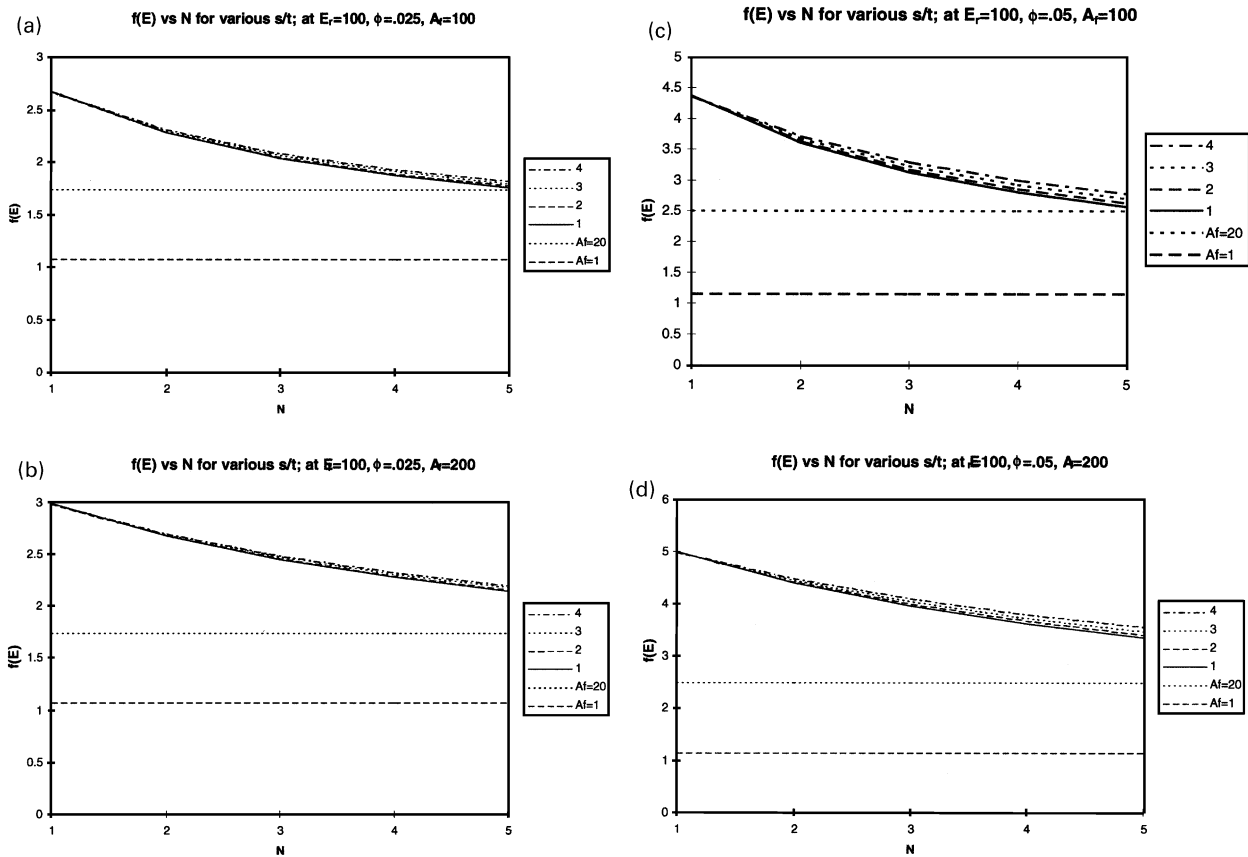 (a)
f(E) vs N for various s/t; at Er=100, ϕ=.025, Af=100
3
2.5
2
1.5
1
0.5
0
f(E)
1 2 3 4 5
N
4
3
2
1
Af=20
Af=1
(c)
f(E) vs N for various s/t; at Er=100, ϕ=.05, Af=100
5
4.5
4
3.5
3
2.5
2
1.5
1
0.5
0
f(E)
1 2 3 4 5
N
4
3
2
1
Af=20
Af=1
(b)
f(E) vs N for various s/t; at Er=100, ϕ=.025, Af=200
3
2.5
2
1.5
1
0.5
0
f(E)
1 2 3 4 5
N
4
3
2
1
Af=20
Af=1
(d)
f(E) vs N for various s/t; at rE=100, ϕ=.05, Af=200
6
5
4
3
2
1
0
f(E)
1 2 3 4 5
N
4
3
2
1
Af=20
Af=1